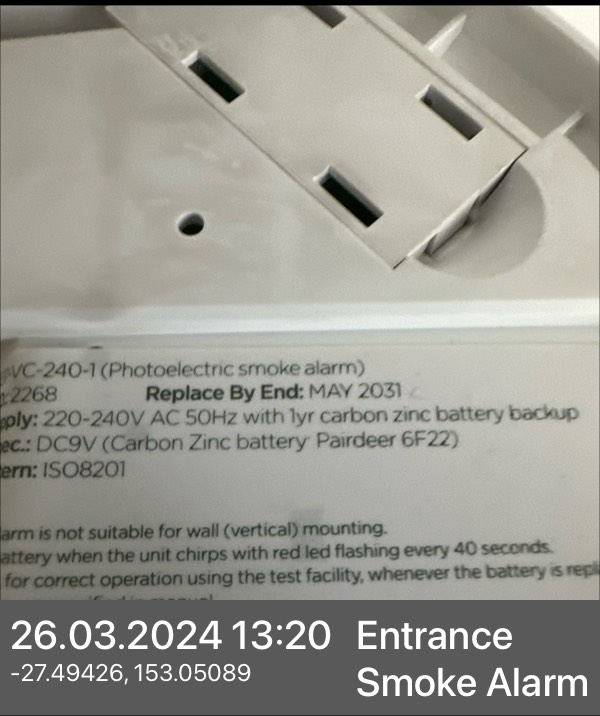 VC-240-1 (Photoelectric smoke alarm)
2268 Replace By End: MAY 2031
ply: 220-240V AC 50Hz with 1yr carbon zinc battery backup
ec.: DC9V (Carbon Zinc battery Pairdeer 6F22)
ern: ISO8201
arm is not suitable for wall (vertical) mounting.
attery when the unit chirps with red led flashing every 40 seconds.
for correct operation using the test facility, whenever the battery is repl
26.03.2024 13:20
-27.49426, 153.05089
Entrance
Smoke Alarm